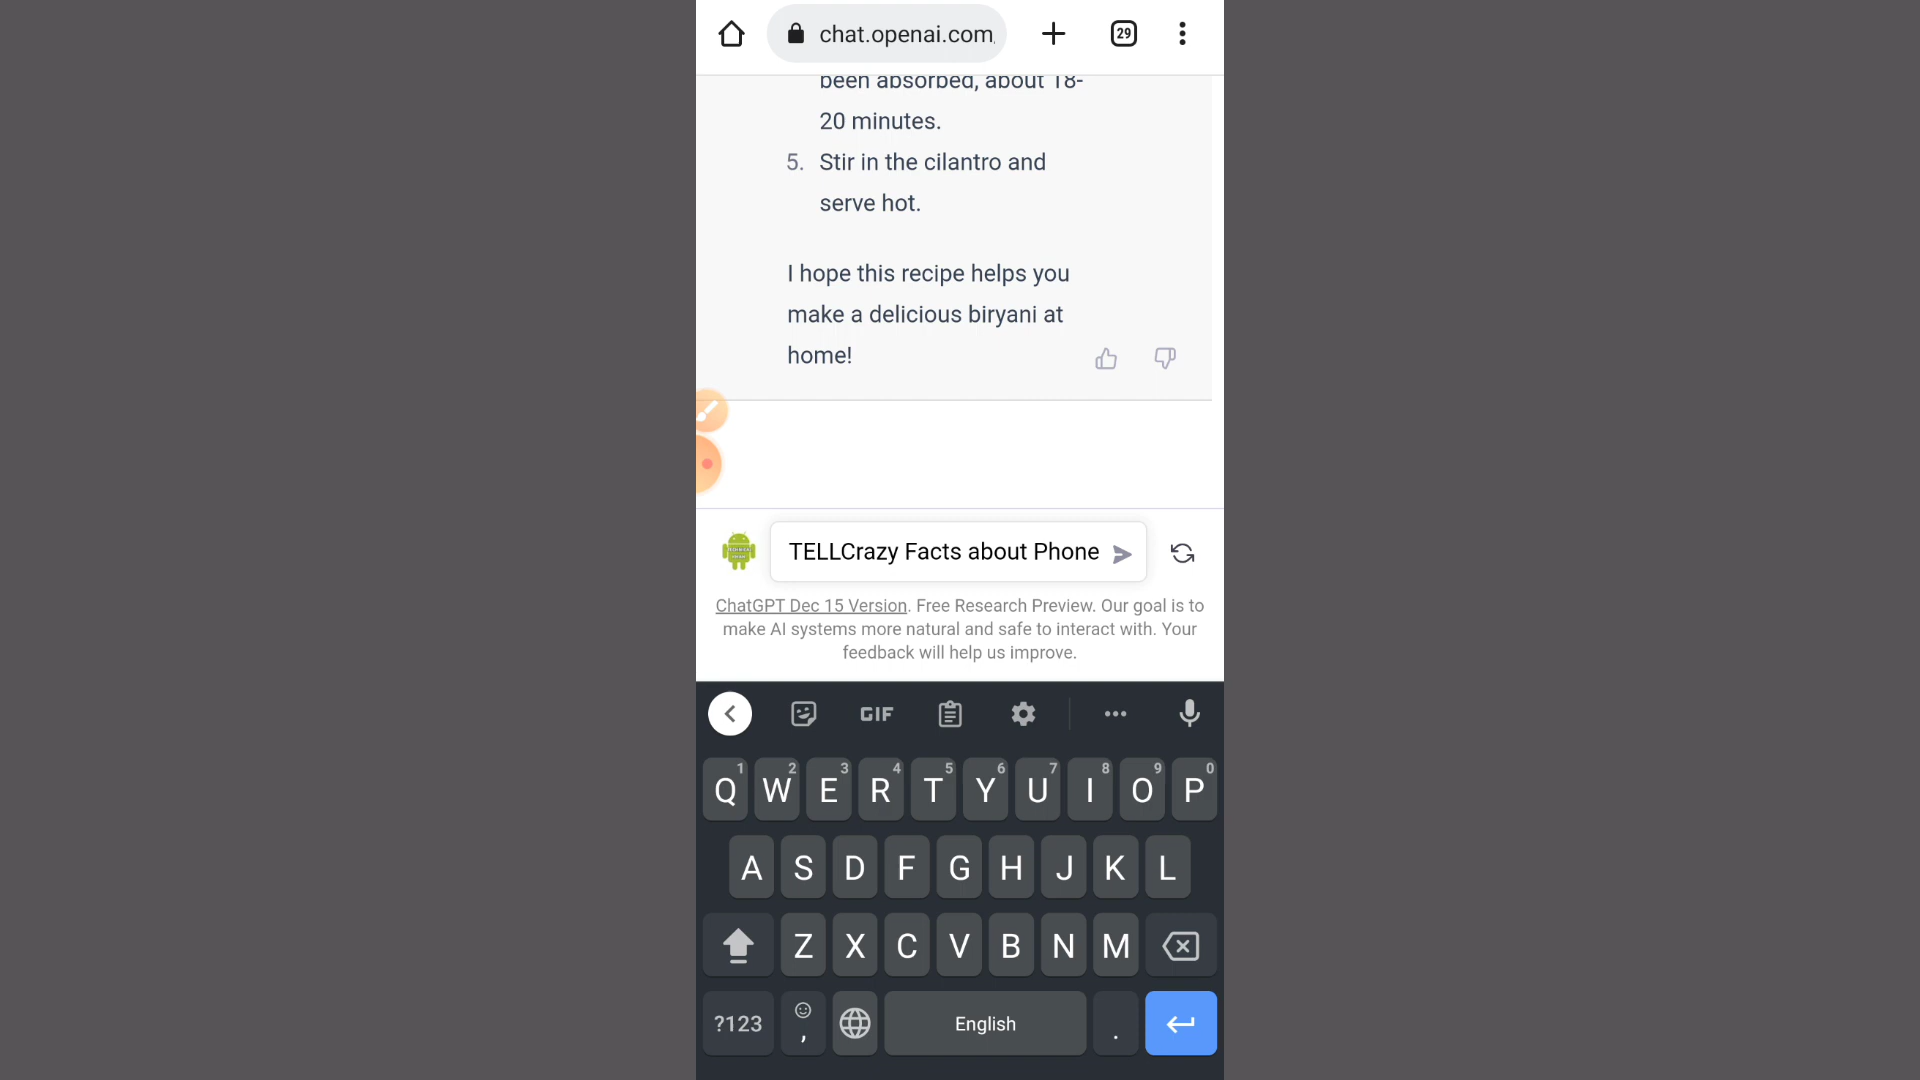 chat.openai.com
29
been absorbed, about 18-
20 minutes.
5. Stir in the cilantro and
serve hot.
I hope this recipe helps you
make a delicious biryani at
home!
TELLCrazy Facts about Phone
ChatGPT Dec 15 Version. Free Research Preview. Our goal is to
make AI systems more natural and safe to interact with. Your
feedback will help us improve.
GIF
1 2 3 4 5 6 7 8 9 0
Q W E R T Y U I O P
A S D F G H J K L
Z X C V B N M
?123 , English .